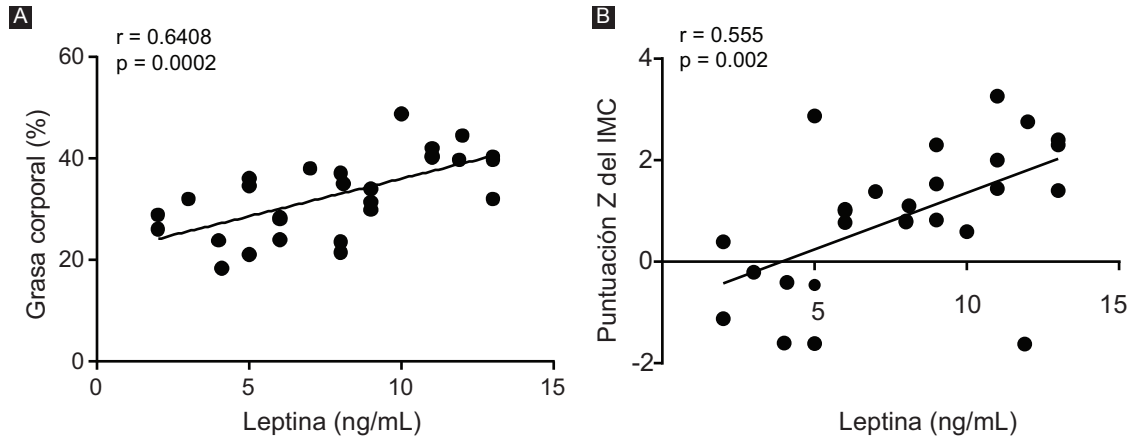 A
r = 0.6408
p = 0.0002
60
40
20
0
Grasa corporal (%)
0
5
10
15
Leptina (ng/mL)
B
r = 0.555
p = 0.002
4
2
0
-2
Puntuación Z del IMC
5
10
15
Leptina (ng/mL)